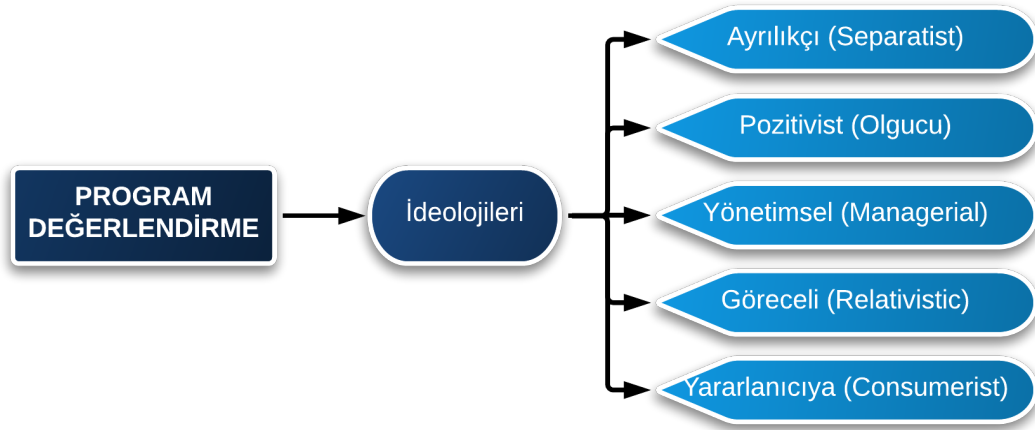 PROGRAM
DEĞERLENDİRME
İdeolojileri
Ayrılıkçı (Separatist)
Pozitivist (Olgucu)
Yönetimsel (Managerial)
Göreceli (Relativistic)
Yararlanıcıya (Consumerist)